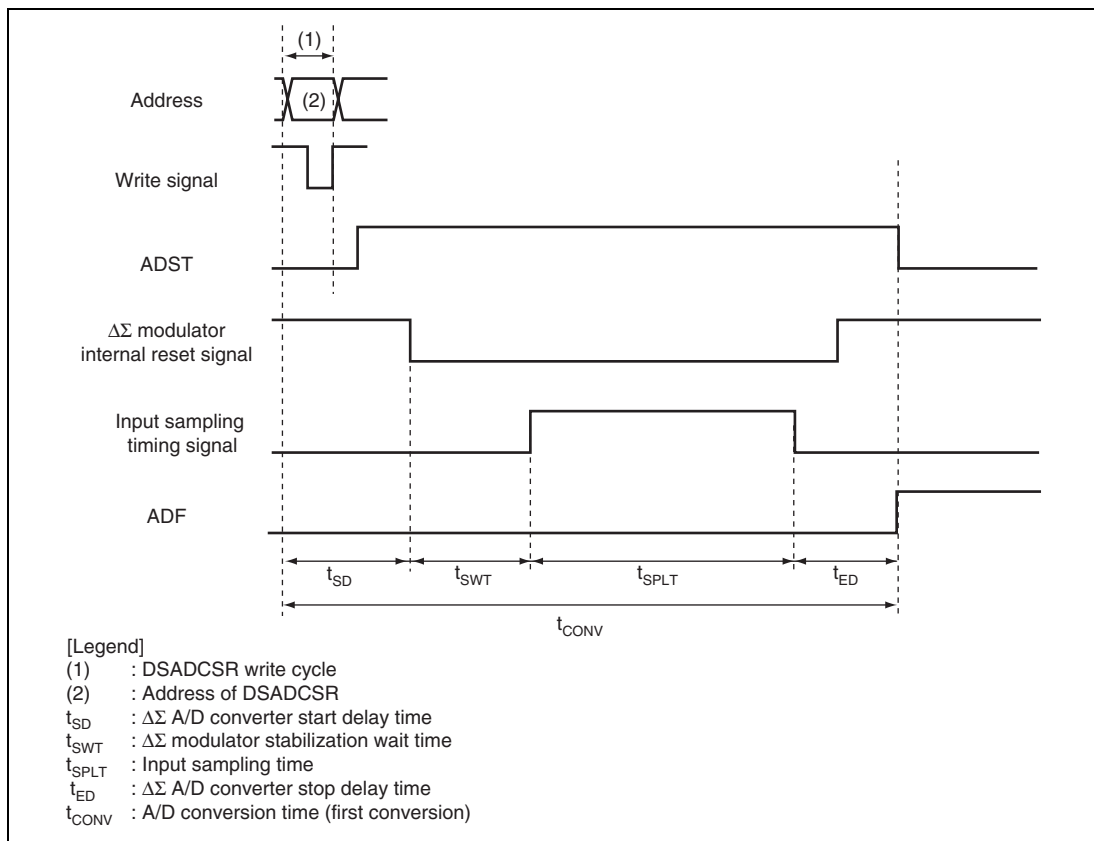 (1)
Address
(2)
Write signal
ADST
ΔΣ modulator
internal reset signal
Input sampling
timing signal
ADF
tSD
tSWT
tSPLT
tED
tCONV
[Legend]
(1) : DSADCSR write cycle
(2) : Address of DSADCSR
tSD : ΔΣ A/D converter start delay time
tSWT : ΔΣ modulator stabilization wait time
tSPLT : Input sampling time
tED : ΔΣ A/D converter stop delay time
tCONV : A/D conversion time (first conversion)